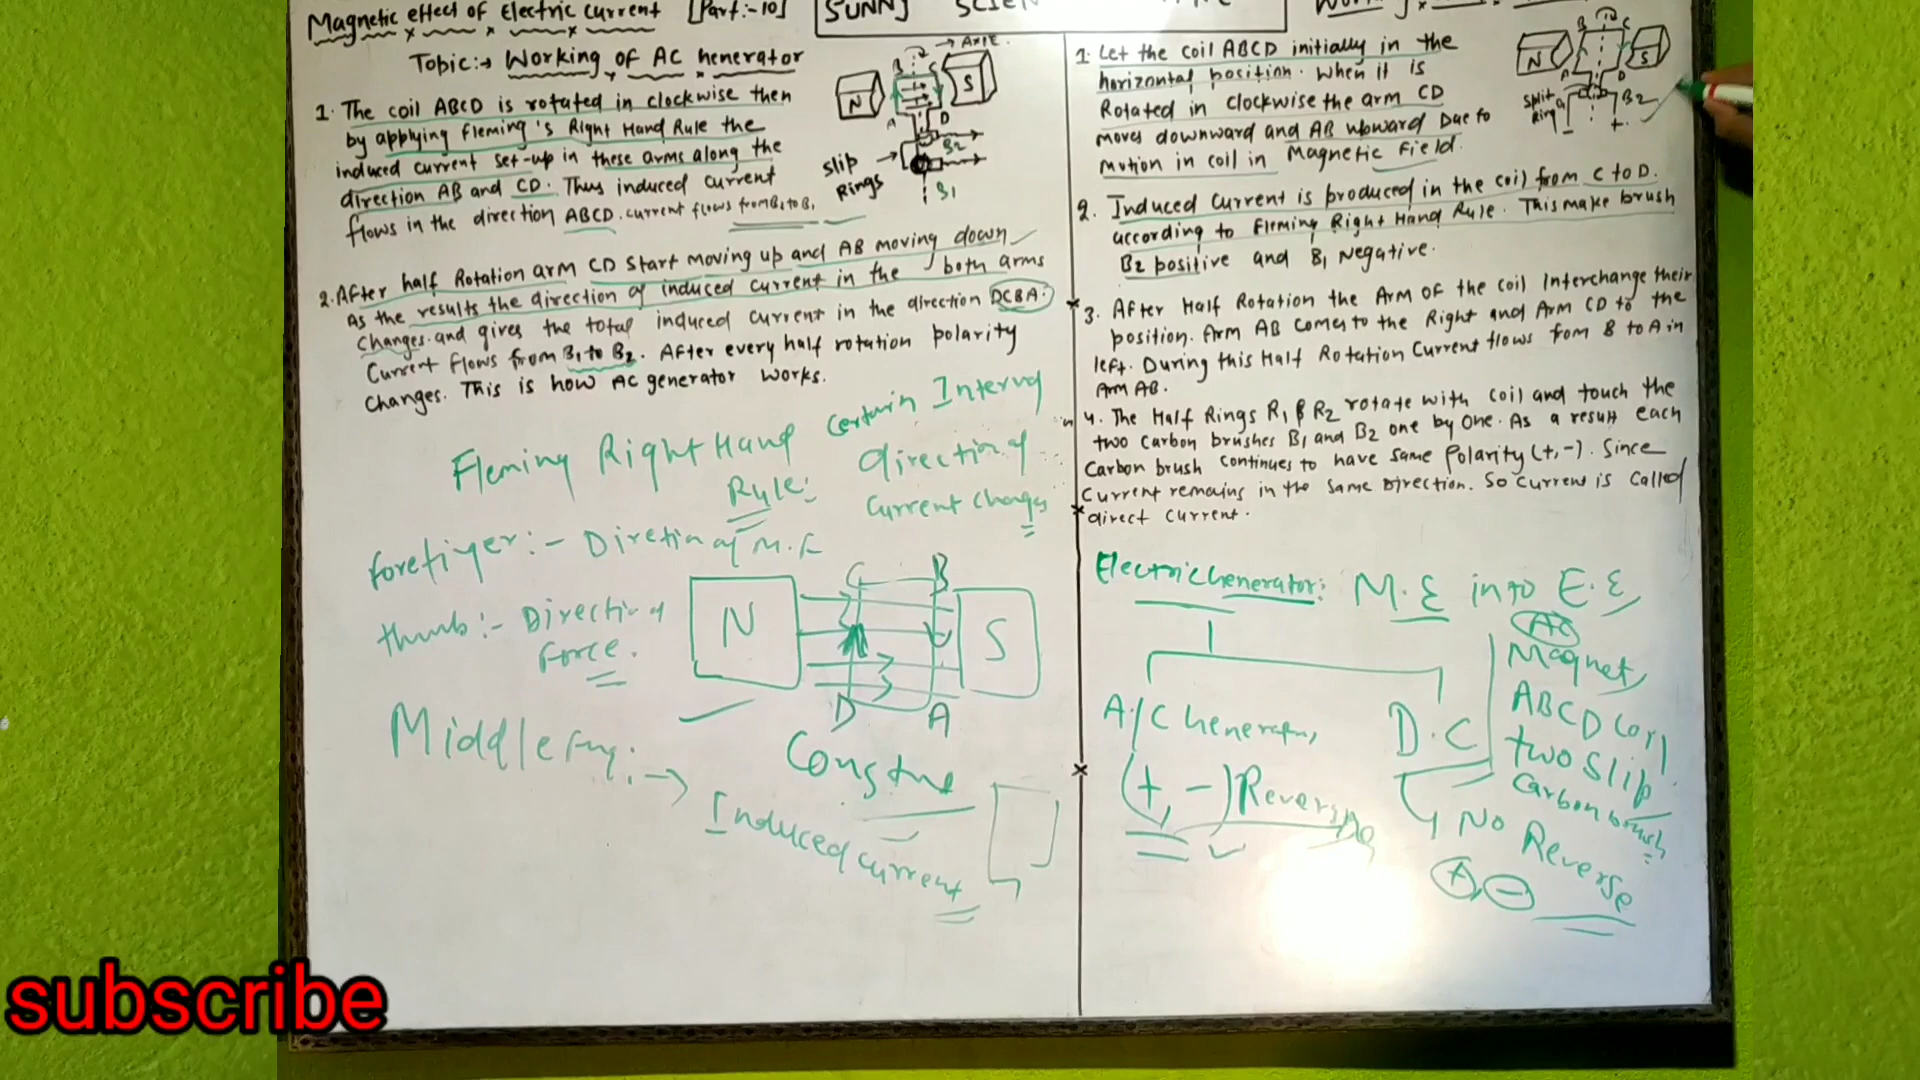 Magnetic effect of Electric current [Part:-10]
SUNNY
Topic:→ Working of AC Generator
1. The coil ABCD is rotated in clockwise then
by applying Fleming's Right Hand Rule the
induced current set-up in these arms along the
direction AB and CD. Thus induced current
flows in the direction ABCD. current flows from B1 to B,
→ AXLE.
B C
N S
A D
B2
slip
Rings
B1
2. After half Rotation arm CD start moving up and AB moving down
As the results the direction of induced current in the both arms
changes and gives the total induced current in the direction DCBA.
Current flows from B1 to B2. After every half rotation polarity
changes. This is how AC generator works.
Fleming Right Hand
Rule:
Certain Interval
direction of
current changes
forefinger:- Direction of M.F
thumb:- Direction of
Force.
C B
N S
D A
Middle Fing: →
Induced current
1. Let the coil ABCD initially in the
horizontal position. When it is
Rotated in clockwise the arm CD
moves downward and AB upward Due to
motion in coil in Magnetic Field.
B C
N S
A D
Split
Ring
B2
- +
2. Induced current is produced in the coil from C to D.
according to Fleming Right Hand Rule. This make brush
B2 positive and B1 Negative.
3. After Half Rotation the Arm of the coil Interchange their
position. Arm AB comes to the Right and Arm CD to the
left. During this Half Rotation Current flows from B to A in
Arm AB.
4. The Half Rings R1 & R2 rotate with coil and touch the
two carbon brushes B1 and B2 one by one. As a result each
Carbon brush continues to have same Polarity (+,-). Since
Current remains in the same Direction. So current is called
direct current.
Electric Generator: M.E into E.E
AC
Magnet,
ABCD Coil
two slip
Carbon brush
A/C Generator,
D.C
(+, -) Reverse
No Reverse
+, -
subscribe